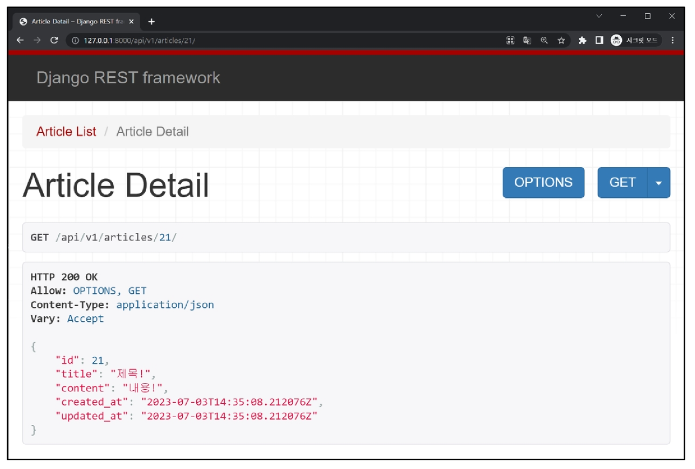 Article Detail – Django REST fra
127.0.0.1:8000/api/v1/articles/21/
시크릿 모드
Django REST framework
Article List / Article Detail
Article Detail
OPTIONS
GET
GET /api/v1/articles/21/
HTTP 200 OK
Allow: OPTIONS, GET
Content-Type: application/json
Vary: Accept
{
"id": 21,
"title": "제목!",
"content": "내용!",
"created_at": "2023-07-03T14:35:08.212076Z",
"updated_at": "2023-07-03T14:35:08.212076Z"
}